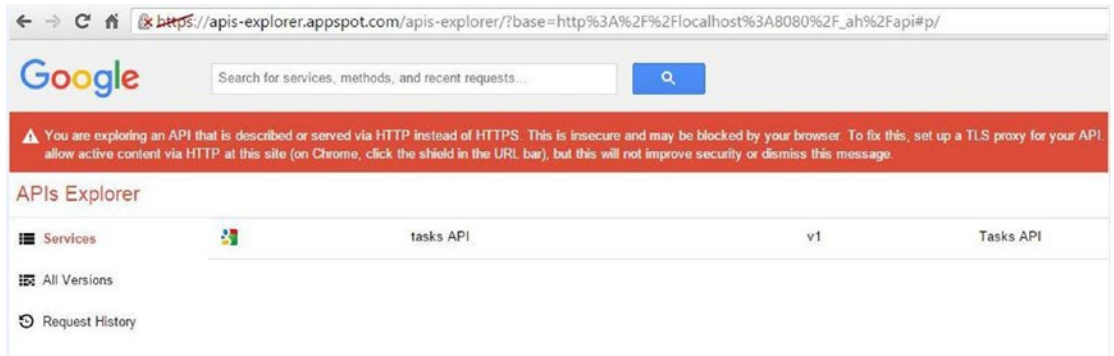 https://apis-explorer.appspot.com/apis-explorer/?base=http%3A%2F%2Flocalhost%3A8080%2F_ah%2Fapi#p/
Google
Search for services, methods, and recent requests...
You are exploring an API that is described or served via HTTP instead of HTTPS. This is insecure and may be blocked by your browser. To fix this, set up a TLS proxy for your API.
allow active content via HTTP at this site (on Chrome, click the shield in the URL bar), but this will not improve security or dismiss this message.
APIs Explorer
Services
tasks API
v1
Tasks API
All Versions
Request History